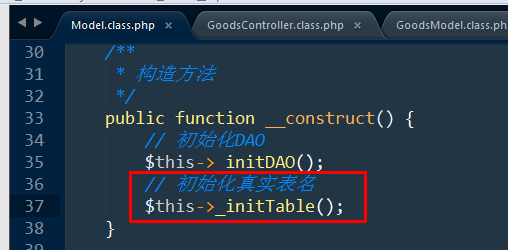 Model.class.php × GoodsController.class.php × GoodsModel.class.ph
30 /**
31 * 构造方法
32 */
33 public function __construct() {
34 // 初始化DAO
35 $this->_initDAO();
36 // 初始化真实表名
37 $this->_initTable();
38 }